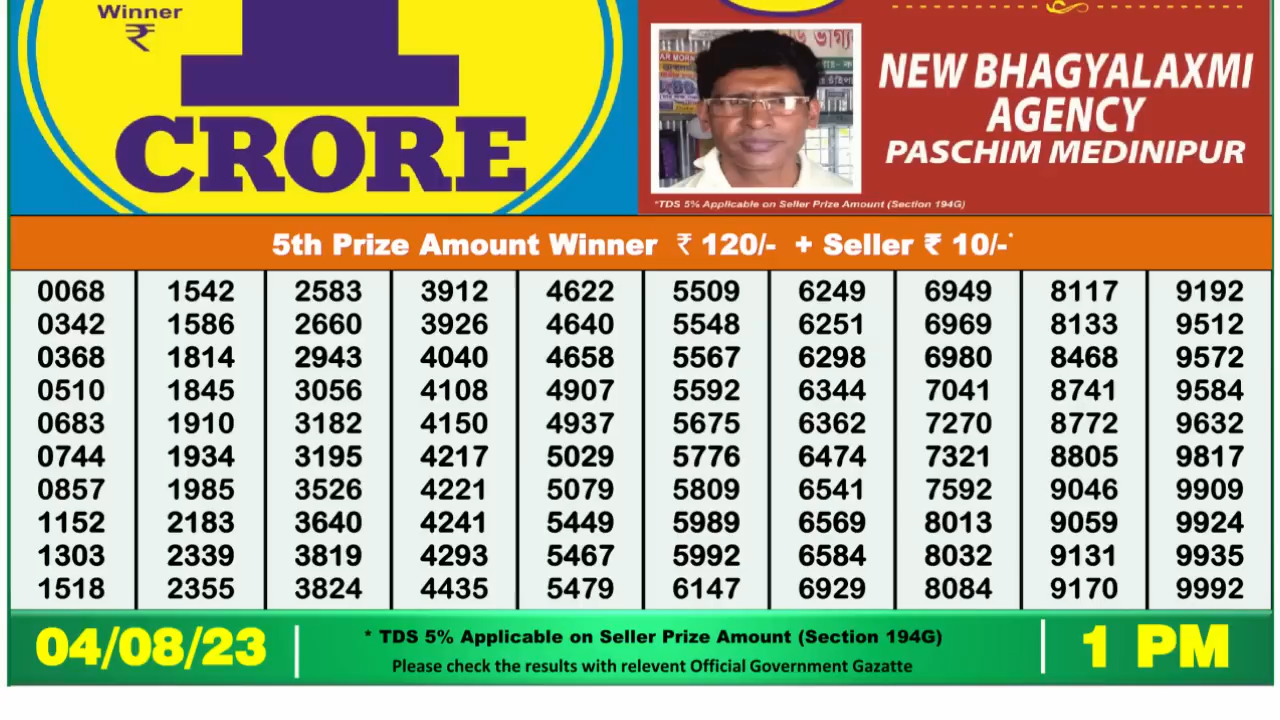 Winner
₹
1
CRORE
NEW BHAGYALAXMI
AGENCY
PASCHIM MEDINIPUR
*TDS 5% Applicable on Seller Prize Amount (Section 194G)
5th Prize Amount Winner ₹ 120/- + Seller ₹ 10/-*
0068 1542 2583 3912 4622 5509 6249 6949 8117 9192
0342 1586 2660 3926 4640 5548 6251 6969 8133 9512
0368 1814 2943 4040 4658 5567 6298 6980 8468 9572
0510 1845 3056 4108 4907 5592 6344 7041 8741 9584
0683 1910 3182 4150 4937 5675 6362 7270 8772 9632
0744 1934 3195 4217 5029 5776 6474 7321 8805 9817
0857 1985 3526 4221 5079 5809 6541 7592 9046 9909
1152 2183 3640 4241 5449 5989 6569 8013 9059 9924
1303 2339 3819 4293 5467 5992 6584 8032 9131 9935
1518 2355 3824 4435 5479 6147 6929 8084 9170 9992
04/08/23
* TDS 5% Applicable on Seller Prize Amount (Section 194G)
Please check the results with relevent Official Government Gazatte
1 PM